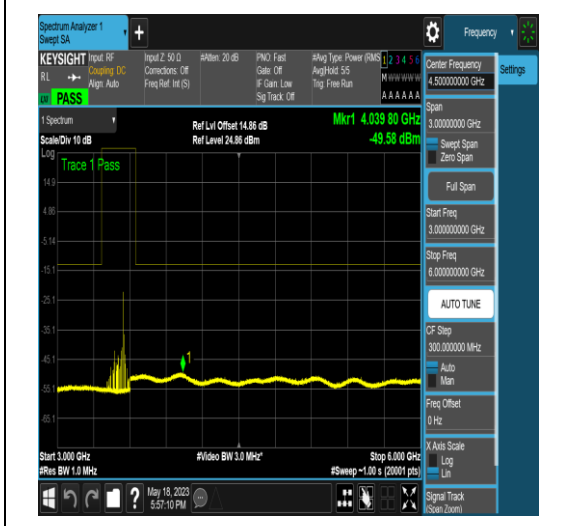 Spectrum Analyzer 1
Swept SA
+
Frequency
KEYSIGHT
Input: RF
Coupling: DC
Align: Auto
Input Z: 50 Ω
Corrections: Off
Freq Ref: Int (S)
#Atten: 20 dB
PNO: Fast
Gate: Off
IF Gain: Low
Sig Track: Off
#Avg Type: Power (RMS
Avg|Hold: 5/5
Trig: Free Run
1 2 3 4 5 6
M W W W W W
A A A A A A
RL
PASS
1 Spectrum
Scale/Div 10 dB
Ref Lvl Offset 14.86 dB
Ref Level 24.86 dBm
Mkr1 4.039 80 GHz
-49.58 dBm
Log
Trace 1 Pass
14.9
4.86
-5.14
-15.1
-25.1
-35.1
-45.1
-55.1
-65.1
1
Start 3.000 GHz
#Res BW 1.0 MHz
#Video BW 3.0 MHz*
Stop 6.000 GHz
#Sweep ~1.00 s (20001 pts)
Center Frequency
4.500000000 GHz
Settings
Span
3.00000000 GHz
Swept Span
Zero Span
Full Span
Start Freq
3.000000000 GHz
Stop Freq
6.000000000 GHz
AUTO TUNE
CF Step
300.000000 MHz
Auto
Man
Freq Offset
0 Hz
X Axis Scale
Log
Lin
Signal Track
(Span Zoom)
?
May 18, 2023
5:57:10 PM